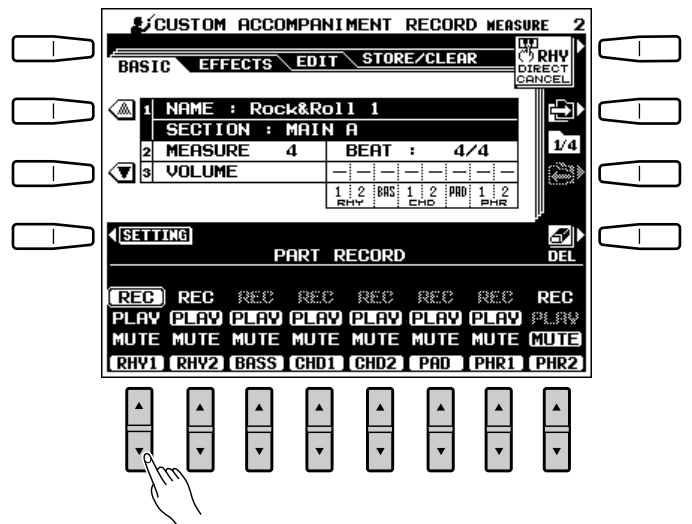 CUSTOM ACCOMPANIMENT RECORD MEASURE 2
BASIC EFFECTS EDIT STORE/CLEAR
RHY
DIRECT
CANCEL
1 NAME : Rock&Roll 1
SECTION : MAIN A
2 MEASURE 4 BEAT : 4/4
1/4
3 VOLUME — — — — — — — —
1 2 BAS 1 2 PAD 1 2
RHY CHD PHR
SETTING
PART RECORD DEL
REC REC REC REC REC REC REC REC
PLAY PLAY PLAY PLAY PLAY PLAY PLAY PLAY
MUTE MUTE MUTE MUTE MUTE MUTE MUTE MUTE
RHY1 RHY2 BASS CHD1 CHD2 PAD PHR1 PHR2